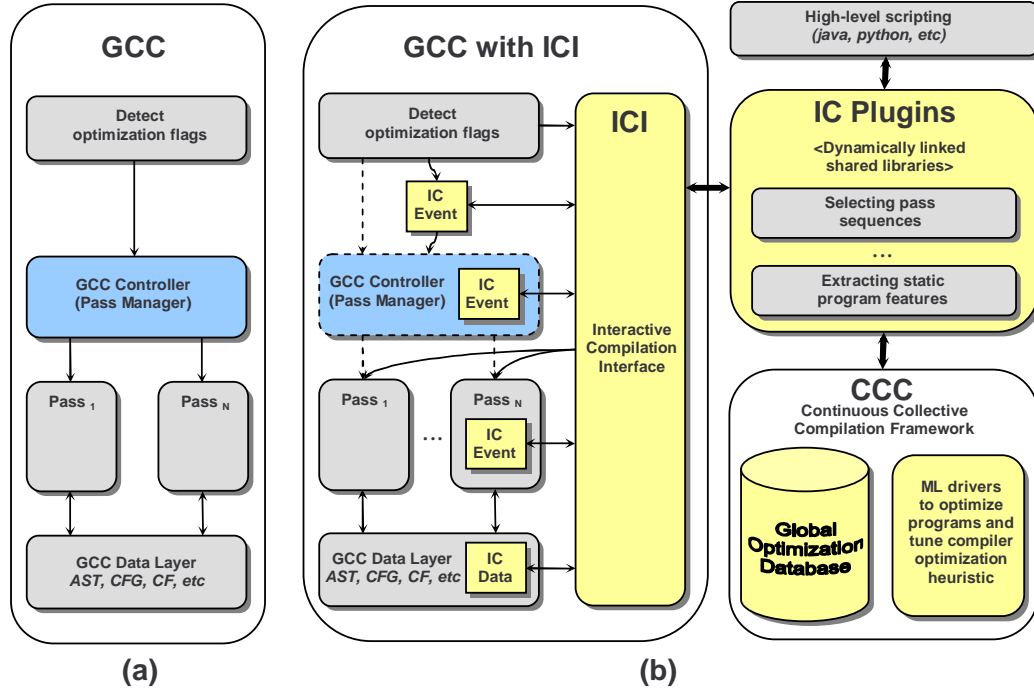 GCC
Detect
optimization flags
GCC Controller
(Pass Manager)
Pass 1
Pass N
GCC Data Layer
AST, CFG, CF, etc
(a)
GCC with ICI
Detect
optimization flags
IC
Event
GCC Controller
(Pass Manager)
IC
Event
Pass 1
...
Pass N
IC
Event
GCC Data Layer
AST, CFG, CF, etc
IC
Data
ICI
Interactive
Compilation
Interface
High-level scripting
(java, python, etc)
IC Plugins
<Dynamically linked
shared libraries>
Selecting pass
sequences
...
Extracting static
program features
CCC
Continuous Collective
Compilation Framework
Global
Optimization
Database
ML drivers
to optimize
programs and
tune compiler
optimization
heuristic
(b)